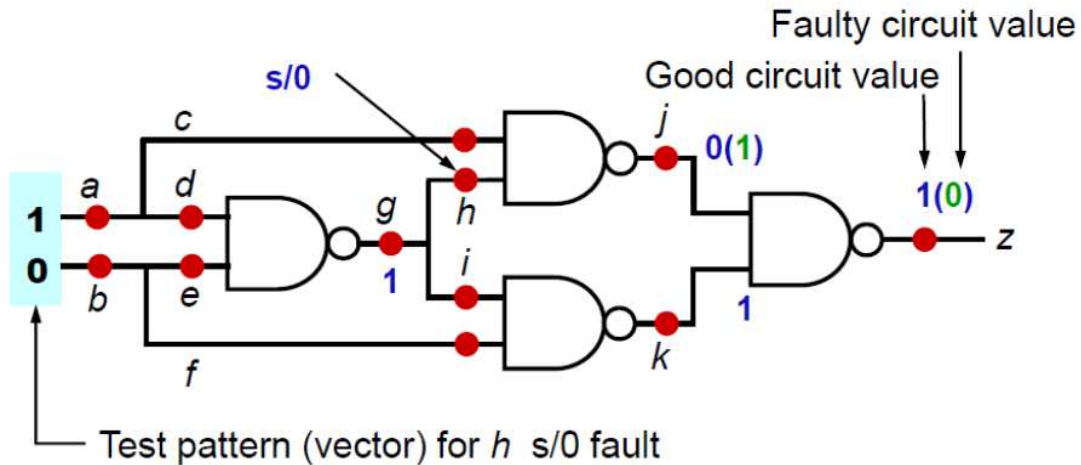 Faulty circuit value
Good circuit value
s/0
c
j
0(1)
1(0)
a
d
1
g
h
z
0
b
e
1
i
1
k
f
Test pattern (vector) for h s/0 fault